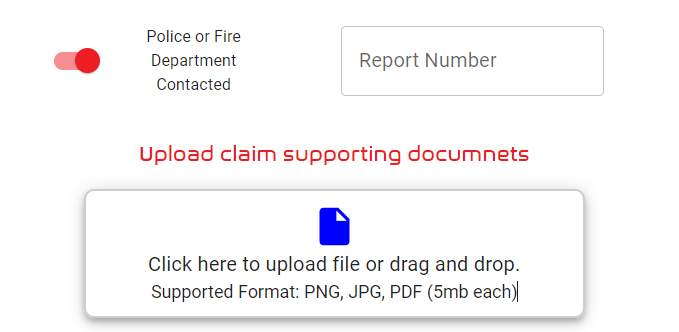 Police or Fire
Department
Contacted
Report Number
Upload claim supporting documnets
Click here to upload file or drag and drop.
Supported Format: PNG, JPG, PDF (5mb each)